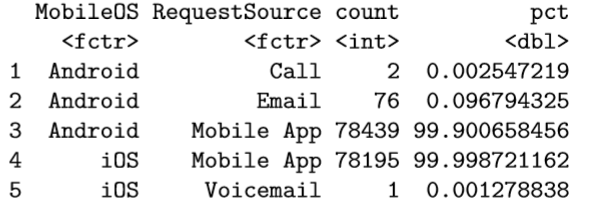 MobileOS RequestSource count pct
<fctr> <fctr> <int> <dbl>
1 Android Call 2 0.002547219
2 Android Email 76 0.096794325
3 Android Mobile App 78439 99.900658456
4 iOS Mobile App 78195 99.998721162
5 iOS Voicemail 1 0.001278838